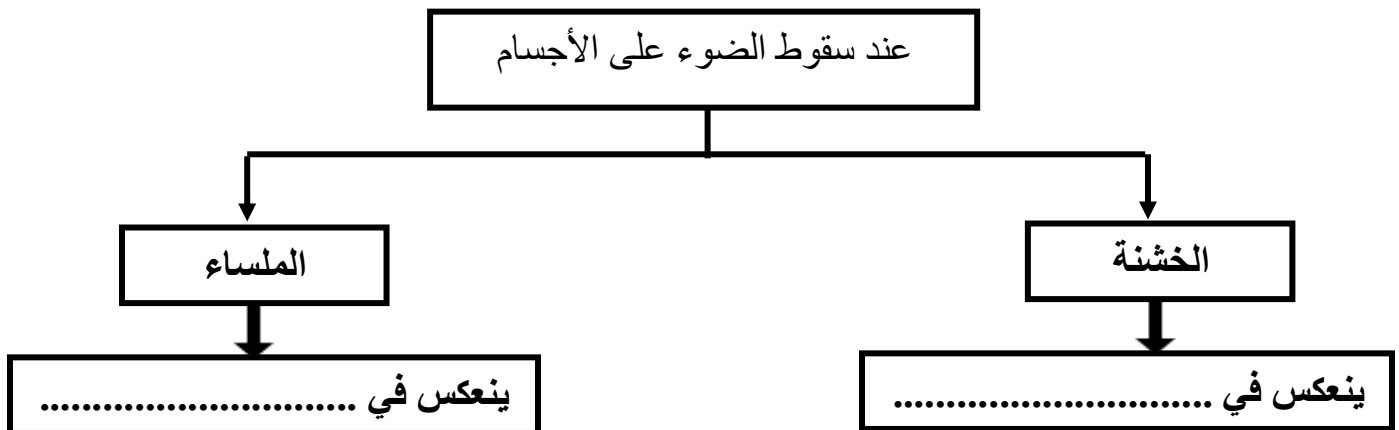 عند سقوط الضوء على الأجسام
الخشنة
الملساء
ينعكس في ..............................
ينعكس في ..............................